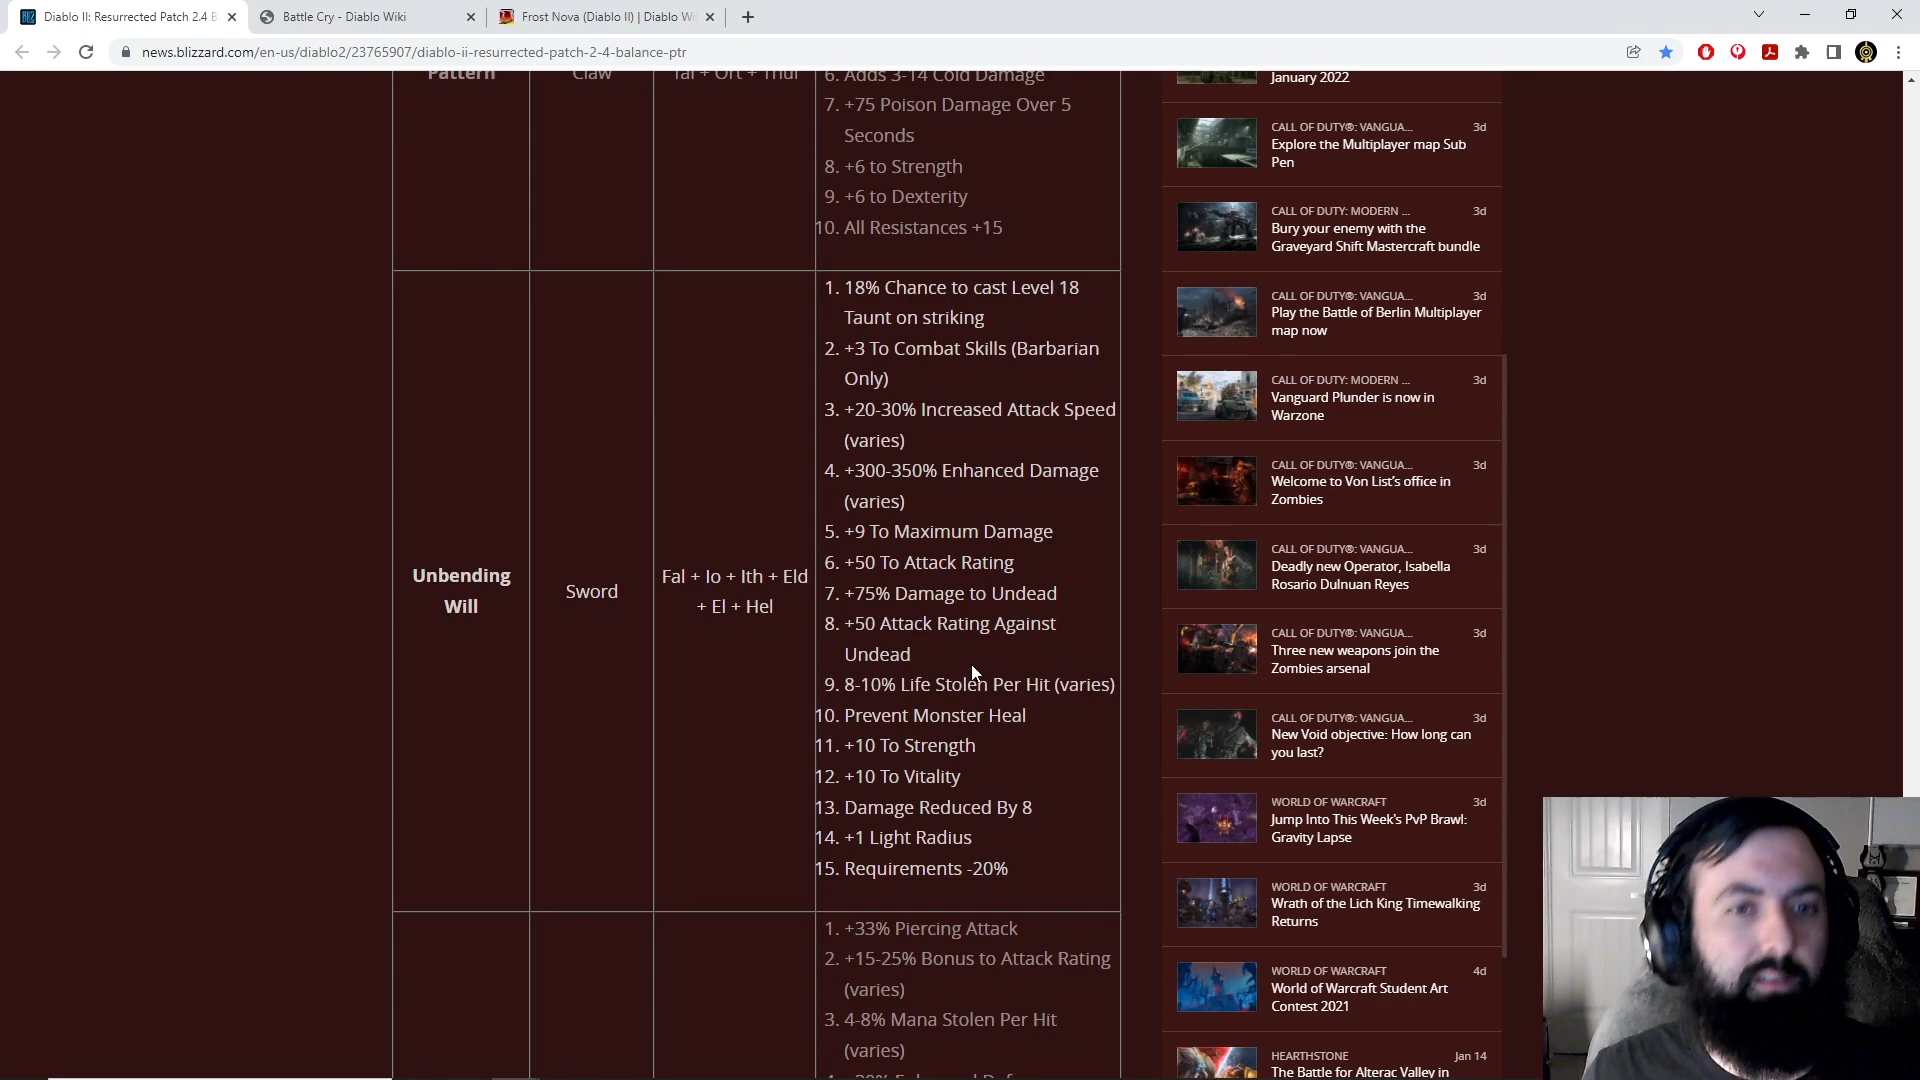 Diablo II: Resurrected Patch 2.4 B
Battle Cry - Diablo Wiki
Frost Nova (Diablo II) | Diablo Wi
news.blizzard.com/en-us/diablo2/23765907/diablo-ii-resurrected-patch-2-4-balance-ptr
Pattern
Claw
Tal + Ort + Thul
6. Adds 3-14 Cold Damage
7. +75 Poison Damage Over 5
Seconds
8. +6 to Strength
9. +6 to Dexterity
10. All Resistances +15
Unbending
Will
Sword
Fal + Io + Ith + Eld
+ El + Hel
1. 18% Chance to cast Level 18
Taunt on striking
2. +3 To Combat Skills (Barbarian
Only)
3. +20-30% Increased Attack Speed
(varies)
4. +300-350% Enhanced Damage
(varies)
5. +9 To Maximum Damage
6. +50 To Attack Rating
7. +75% Damage to Undead
8. +50 Attack Rating Against
Undead
9. 8-10% Life Stolen Per Hit (varies)
10. Prevent Monster Heal
11. +10 To Strength
12. +10 To Vitality
13. Damage Reduced By 8
14. +1 Light Radius
15. Requirements -20%
1. +33% Piercing Attack
2. +15-25% Bonus to Attack Rating
(varies)
3. 4-8% Mana Stolen Per Hit
(varies)
January 2022
CALL OF DUTY®: VANGUA... 3d
Explore the Multiplayer map Sub
Pen
CALL OF DUTY: MODERN ... 3d
Bury your enemy with the
Graveyard Shift Mastercraft bundle
CALL OF DUTY®: VANGUA... 3d
Play the Battle of Berlin Multiplayer
map now
CALL OF DUTY: MODERN ... 3d
Vanguard Plunder is now in
Warzone
CALL OF DUTY®: VANGUA... 3d
Welcome to Von List's office in
Zombies
CALL OF DUTY®: VANGUA... 3d
Deadly new Operator, Isabella
Rosario Dulnuan Reyes
CALL OF DUTY®: VANGUA... 3d
Three new weapons join the
Zombies arsenal
CALL OF DUTY®: VANGUA... 3d
New Void objective: How long can
you last?
WORLD OF WARCRAFT 3d
Jump Into This Week's PvP Brawl:
Gravity Lapse
WORLD OF WARCRAFT 3d
Wrath of the Lich King Timewalking
Returns
WORLD OF WARCRAFT 4d
World of Warcraft Student Art
Contest 2021
HEARTHSTONE Jan 14
The Battle for Alterac Valley in